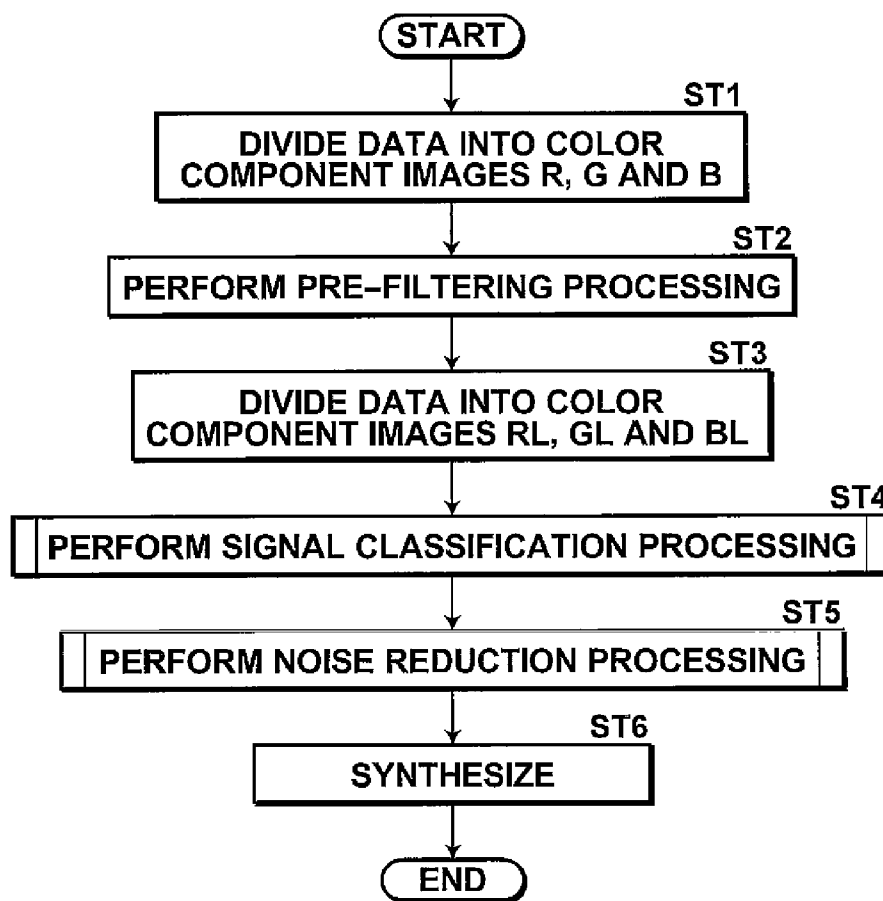 START
ST1
DIVIDE DATA INTO COLOR
COMPONENT IMAGES R, G AND B
ST2
PERFORM PRE-FILTERING PROCESSING
ST3
DIVIDE DATA INTO COLOR
COMPONENT IMAGES RL, GL AND BL
ST4
PERFORM SIGNAL CLASSIFICATION PROCESSING
ST5
PERFORM NOISE REDUCTION PROCESSING
ST6
SYNTHESIZE
END